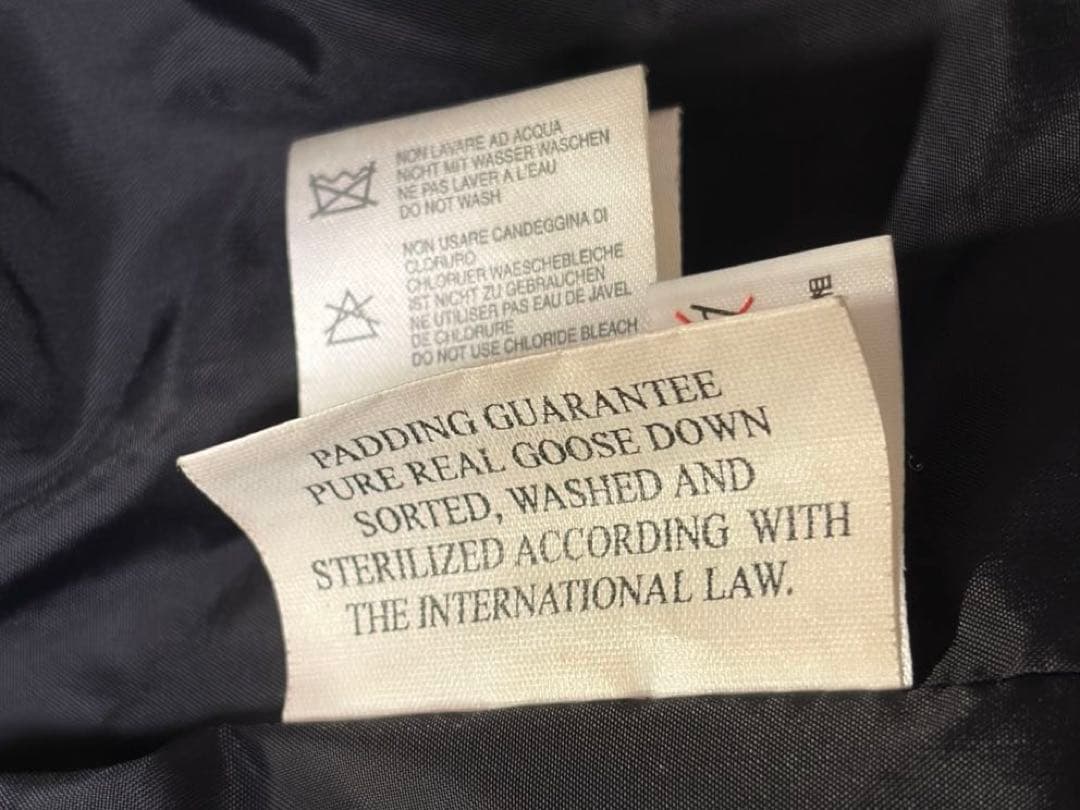 NON LAVARE AD ACQUA
NICHT MIT WASSER WASCHEN
NE PAS LAVER A L'EAU
DO NOT WASH
NON USARE CANDEGGINA DI
CLORURO
CHLORUER WAESCHEBLEICHE
IST NICHT ZU GEBRAUCHEN
NE UTILISER PAS EAU DE JAVEL
DE CHLORURE
DO NOT USE CHLORIDE BLEACH
PADDING GUARANTEE
PURE REAL GOOSE DOWN
SORTED, WASHED AND
STERILIZED ACCORDING WITH
THE INTERNATIONAL LAW.